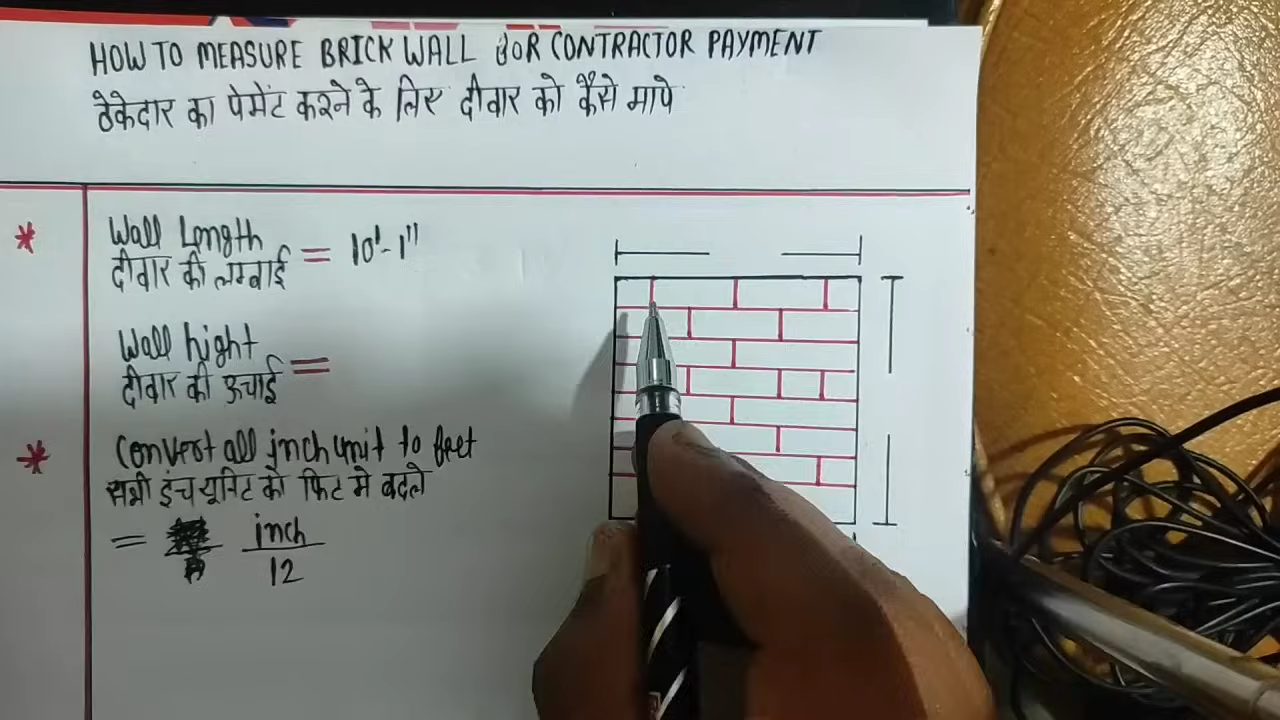 HOW TO MEASURE BRICK WALL FOR CONTRACTOR PAYMENT
ठेकेदार का पेमेंट करने के लिए दीवार को कैसे मापे
Wall Length
दीवार की लम्बाई
= 10'-1"
Wall hight
दीवार की ऊचाई
=
Convert all inch unit to feet
सभी इंच यूनिट को फिट मे बदले
= inch
12